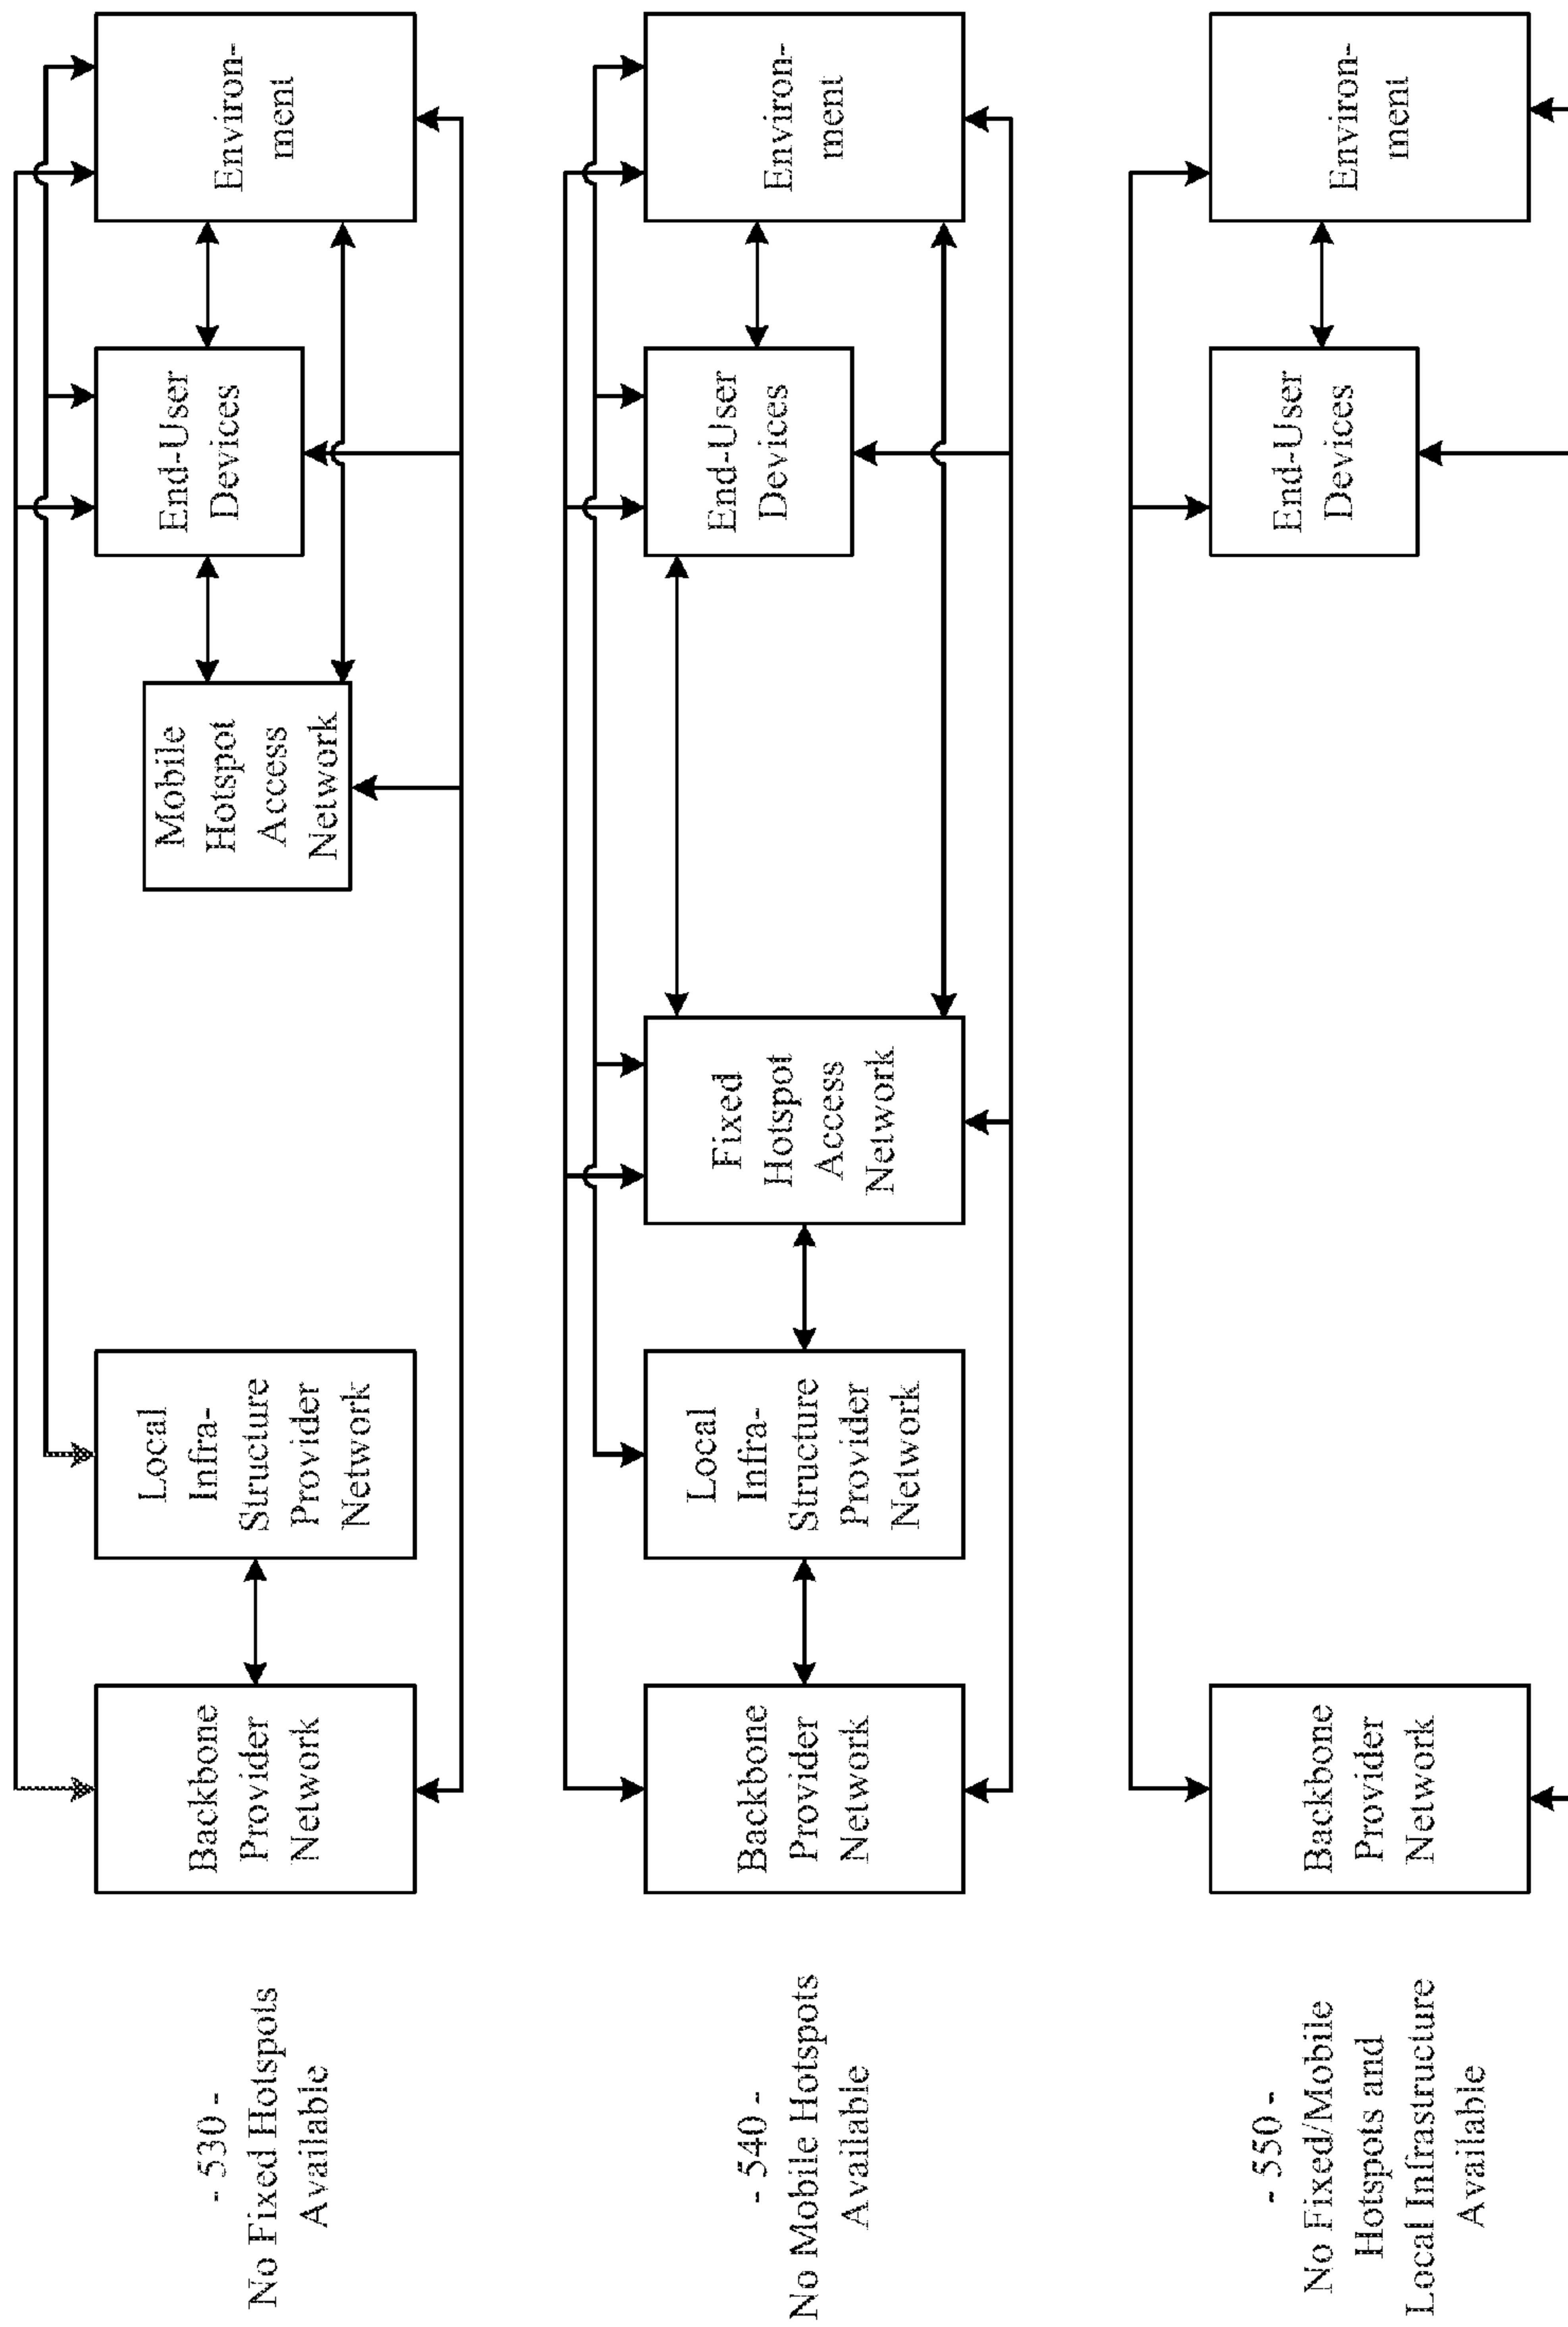 - 530 -
No Fixed Hotspots
Available
Backbone
Provider
Network
Local
Infra-
Structure
Provider
Network
Mobile
Hotspot
Access
Network
End-User
Devices
Environ-
ment
- 540 -
No Mobile Hotspots
Available
Backbone
Provider
Network
Local
Infra-
Structure
Provider
Network
Fixed
Hotspot
Access
Network
End-User
Devices
Environ-
ment
- 550 -
No Fixed/Mobile
Hotspots and
Local Infrastructure
Available
Backbone
Provider
Network
End-User
Devices
Environ-
ment